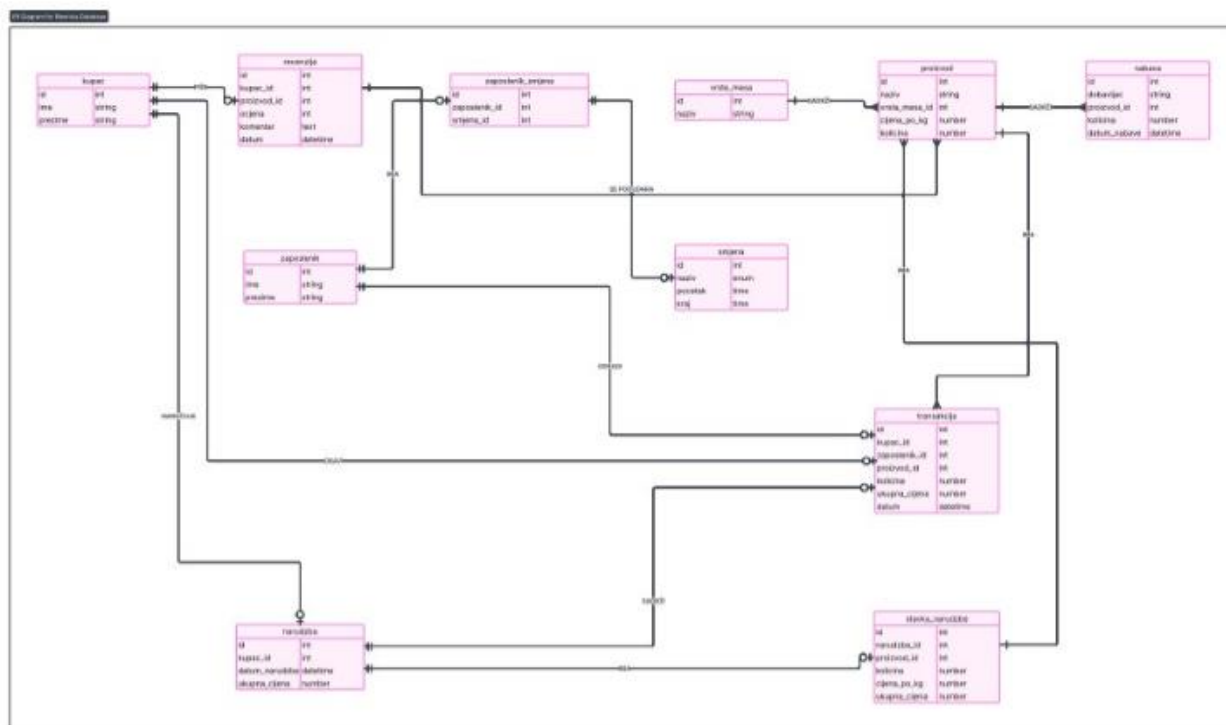 ER Diagram for Mesnica Database
kupac
id int
ime string
prezime string
recenzija
id int
kupac_id int
proizvod_id int
ocjena int
komentar text
datum datetime
zaposlenik_smjena
id int
zaposlenik_id int
smjena_id int
vrsta_mesa
id int
naziv string
proizvod
id int
naziv string
vrsta_mesa_id int
cijena_po_kg number
kolicina number
nabava
id int
dobavljac string
proizvod_id int
kolicina number
datum_nabave datetime
zaposlenik
id int
ime string
prezime string
smjena
id int
naziv enum
pocetak time
kraj time
transakcija
id int
kupac_id int
zaposlenik_id int
proizvod_id int
kolicina number
ukupna_cijena number
datum datetime
narudzba
id int
kupac_id int
datum_narudzbe datetime
ukupna_cijena number
stavka_narudzbe
id int
narudzba_id int
proizvod_id int
kolicina number
cijena_po_kg number
ukupna_cijena number